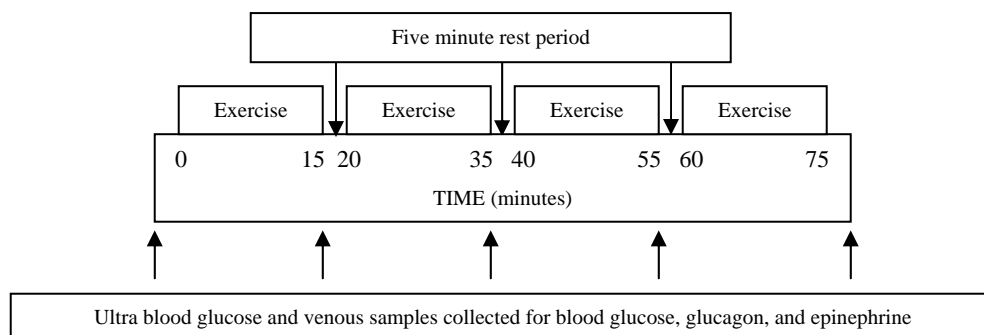 Five minute rest period
Exercise Exercise Exercise Exercise
0 15 20 35 40 55 60 75
TIME (minutes)
Ultra blood glucose and venous samples collected for blood glucose, glucagon, and epinephrine